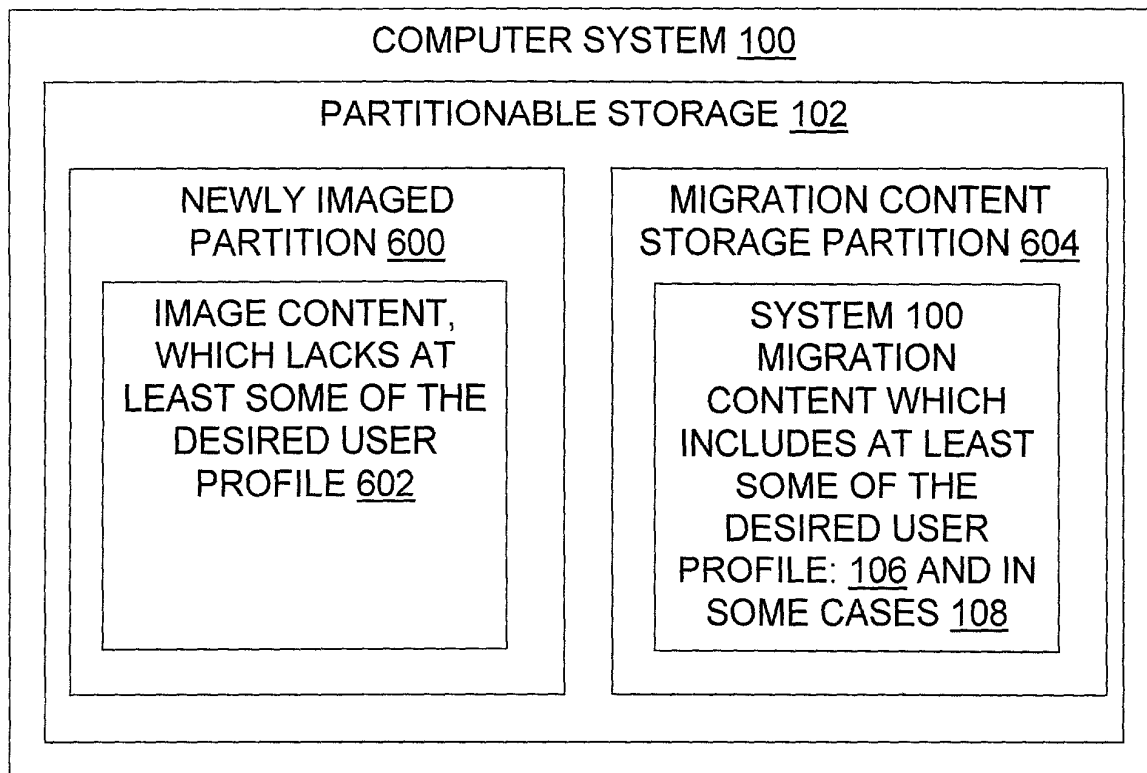 COMPUTER SYSTEM 100
PARTITIONABLE STORAGE 102
NEWLY IMAGED
PARTITION 600
IMAGE CONTENT,
WHICH LACKS AT
LEAST SOME OF THE
DESIRED USER
PROFILE 602
MIGRATION CONTENT
STORAGE PARTITION 604
SYSTEM 100
MIGRATION
CONTENT WHICH
INCLUDES AT LEAST
SOME OF THE
DESIRED USER
PROFILE: 106 AND IN
SOME CASES 108